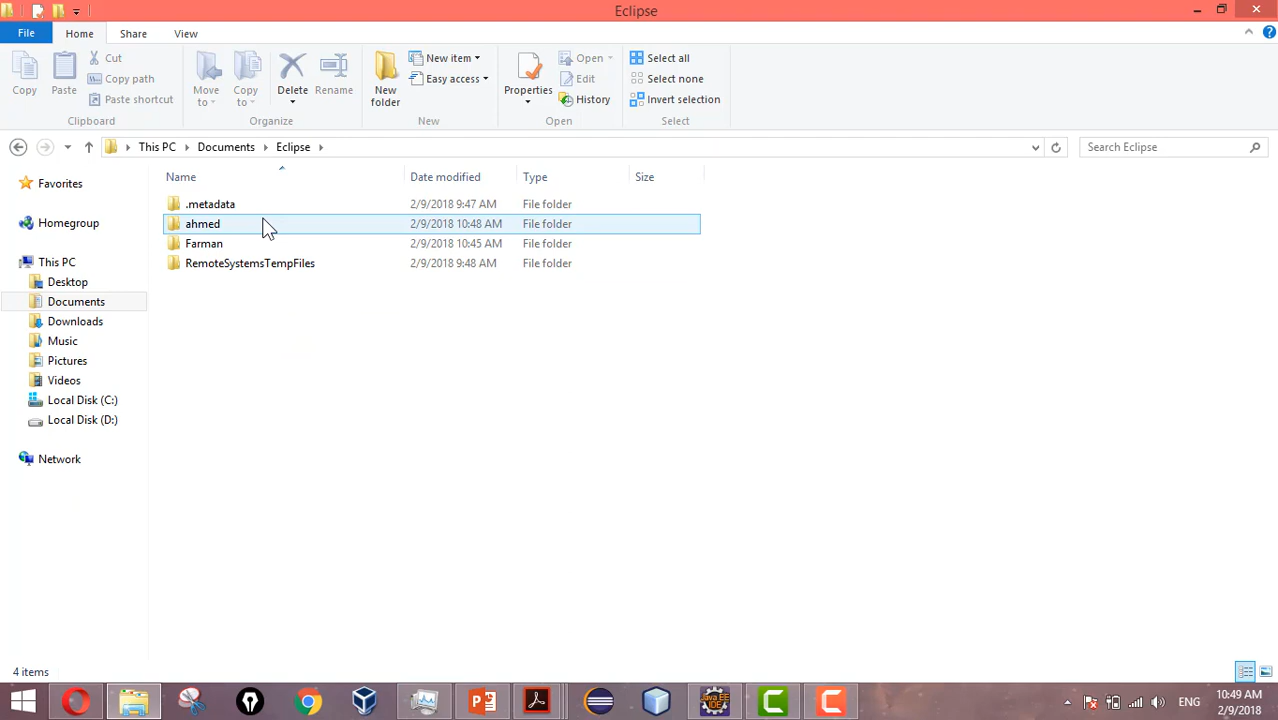 Eclipse
File Home Share View
Copy
Paste
Cut
Copy path
Paste shortcut
Clipboard
Move to
Copy to
Delete
Rename
Organize
New folder
New item
Easy access
New
Properties
Open
Edit
History
Open
Select all
Select none
Invert selection
Select
This PC Documents Eclipse
Search Eclipse
Name Date modified Type Size
.metadata 2/9/2018 9:47 AM File folder
ahmed 2/9/2018 10:48 AM File folder
Farman 2/9/2018 10:45 AM File folder
RemoteSystemsTempFiles 2/9/2018 9:48 AM File folder
Favorites
Homegroup
This PC
Desktop
Documents
Downloads
Music
Pictures
Videos
Local Disk (C:)
Local Disk (D:)
Network
4 items
Java EE
IDE
ENG
10:49 AM
2/9/2018